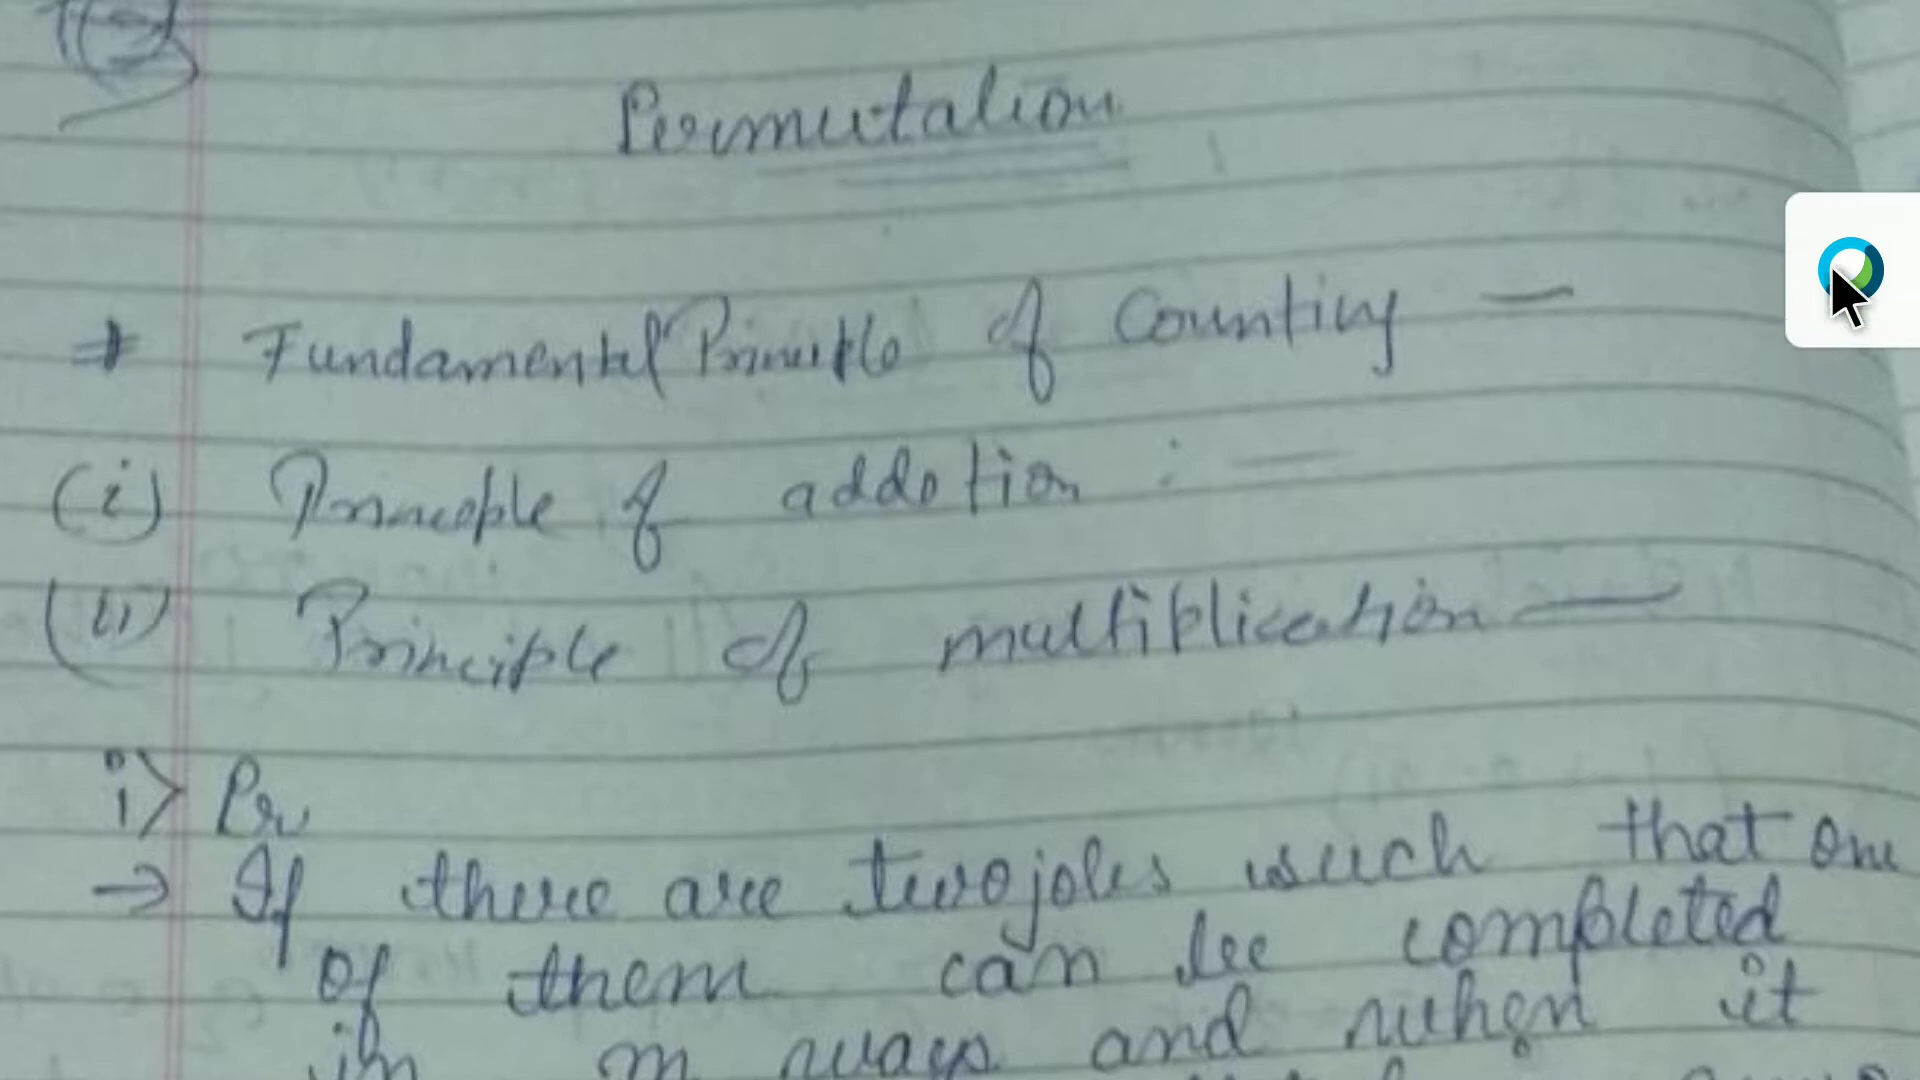 Permutation
Fundamental Principle of Counting —
(i) Principle of addotion : —
(ii) Principle of multiplication —
i> Pr
→ If there are two jobs such that one
of them can be completed
in m ways and when it